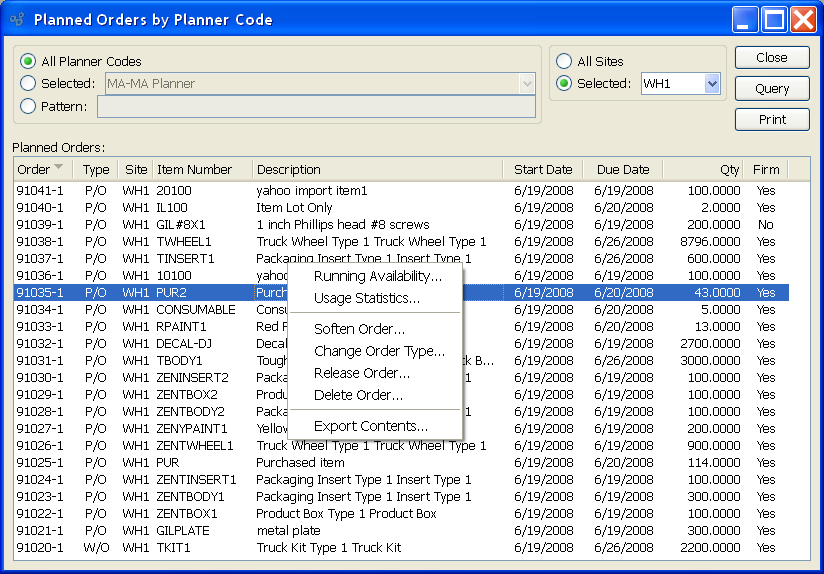 Planned Orders by Planner Code
All Planner Codes
Selected: MA-MA Planner
Pattern:
All Sites
Selected: WH1
Close
Query
Print
Planned Orders:
Order Type Site Item Number Description Start Date Due Date Qty Firm
91041-1 P/O WH1 20100 yahoo import item1 6/19/2008 6/19/2008 100.0000 Yes
91040-1 P/O WH1 IL100 Item Lot Only 6/19/2008 6/20/2008 2.0000 Yes
91039-1 P/O WH1 GIL#8X1 1 inch Phillips head #8 screws 6/19/2008 6/19/2008 200.0000 No
91038-1 P/O WH1 TWHEEL1 Truck Wheel Type 1 Truck Wheel Type 1 6/19/2008 6/26/2008 8796.0000 Yes
91037-1 P/O WH1 TINSERT1 Packaging Insert Type 1 Insert Type 1 6/19/2008 6/26/2008 600.0000 Yes
91036-1 P/O WH1 10100 yahoo 6/19/2008 6/19/2008 100.0000 Yes
91035-1 P/O WH1 PUR2 Purch 6/19/2008 6/20/2008 43.0000 Yes
91034-1 P/O WH1 CONSUMABLE Consu 6/19/2008 6/20/2008 5.0000 Yes
91033-1 P/O WH1 RPAINT1 Red P 6/19/2008 6/20/2008 13.0000 Yes
91032-1 P/O WH1 DECAL-DJ Decal 6/19/2008 6/19/2008 2700.0000 Yes
91031-1 P/O WH1 TBODY1 Tough ck B... 6/19/2008 6/26/2008 3000.0000 Yes
91030-1 P/O WH1 ZENINSERT2 Packa 1 6/19/2008 6/19/2008 100.0000 Yes
91029-1 P/O WH1 ZENTBOX2 Produ 6/19/2008 6/19/2008 100.0000 Yes
91028-1 P/O WH1 ZENTBODY2 Packa 1 6/19/2008 6/19/2008 100.0000 Yes
91027-1 P/O WH1 ZENYPAINT1 Yellow 6/19/2008 6/19/2008 200.0000 Yes
91026-1 P/O WH1 ZENTWHEEL1 Truck Wheel Type 1 Truck Wheel Type 1 6/19/2008 6/19/2008 900.0000 Yes
91025-1 P/O WH1 PUR Purchased item 6/19/2008 6/20/2008 114.0000 Yes
91024-1 P/O WH1 ZENTINSERT1 Packaging Insert Type 1 Insert Type 1 6/19/2008 6/19/2008 100.0000 Yes
91023-1 P/O WH1 ZENTBODY1 Packaging Insert Type 1 Insert Type 1 6/19/2008 6/19/2008 300.0000 Yes
91022-1 P/O WH1 ZENTBOX1 Product Box Type 1 Product Box 6/19/2008 6/19/2008 100.0000 Yes
91021-1 P/O WH1 GILPLATE metal plate 6/19/2008 6/19/2008 300.0000 Yes
91020-1 W/O WH1 TKIT1 Truck Kit Type 1 Truck Kit 6/19/2008 6/26/2008 2200.0000 Yes
Running Availability...
Usage Statistics...
Soften Order...
Change Order Type...
Release Order...
Delete Order...
Export Contents...